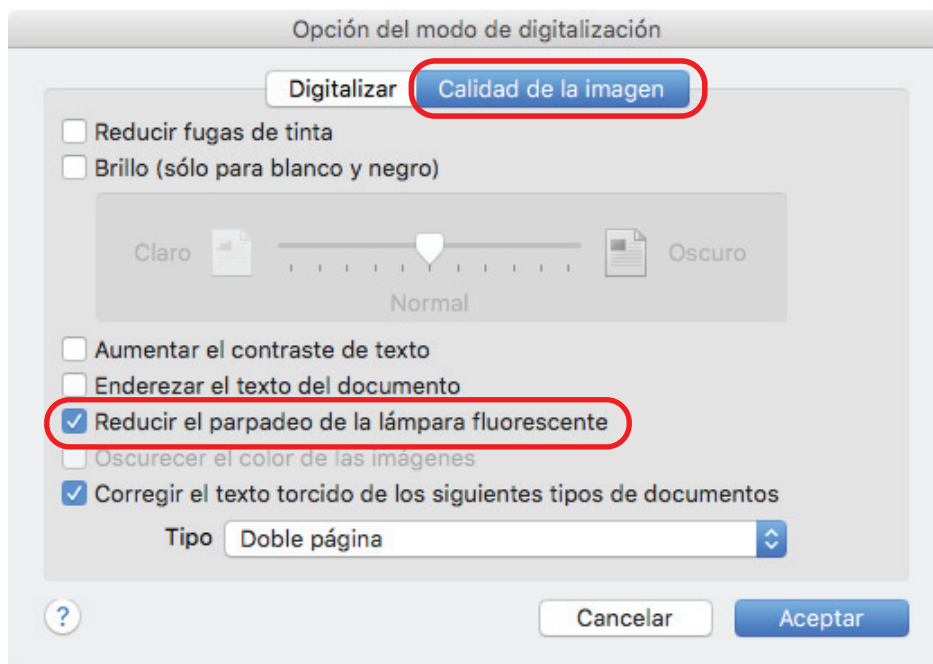 Opción del modo de digitalización
Digitalizar Calidad de la imagen
Reducir fugas de tinta
Brillo (sólo para blanco y negro)
Claro Oscuro
Normal
Aumentar el contraste de texto
Enderezar el texto del documento
Reducir el parpadeo de la lámpara fluorescente
Oscurecer el color de las imágenes
Corregir el texto torcido de los siguientes tipos de documentos
Tipo Doble página
? Cancelar Aceptar